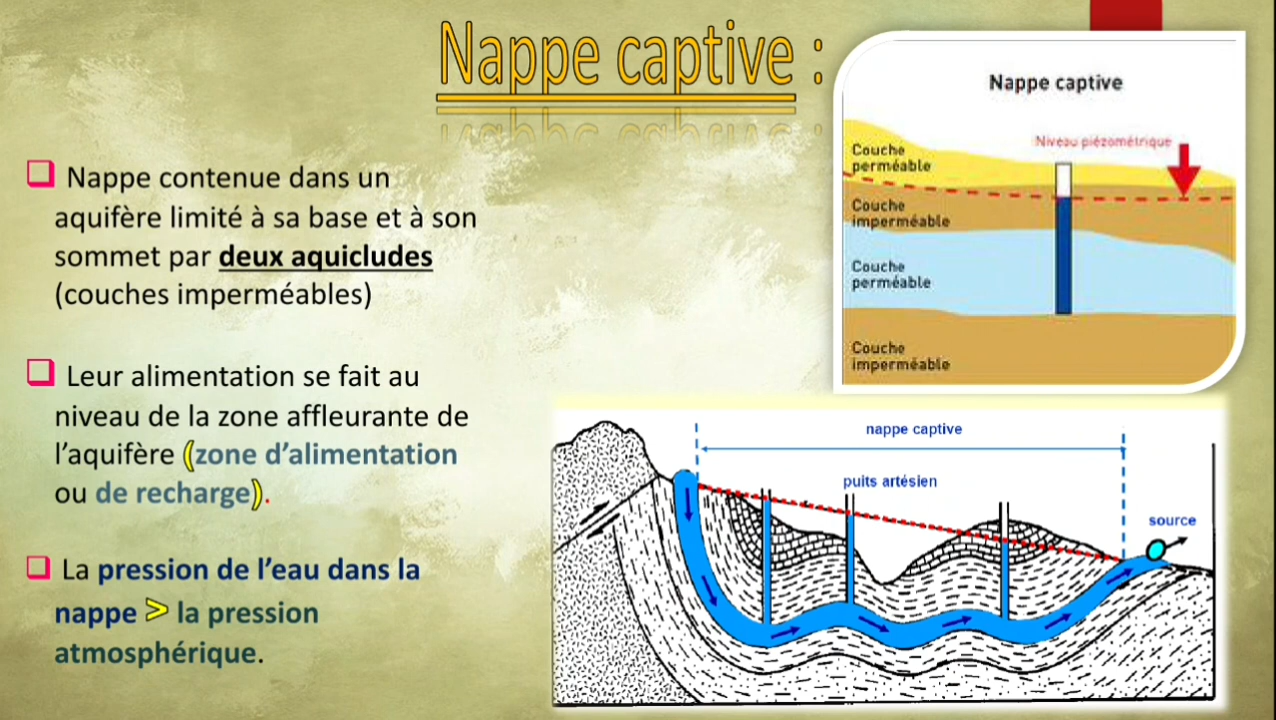 Nappe captive :
Nappe contenue dans un
aquifère limité à sa base et à son
sommet par deux aquicludes
(couches imperméables)
Leur alimentation se fait au
niveau de la zone affleurante de
l'aquifère (zone d'alimentation
ou de recharge).
La pression de l'eau dans la
nappe > la pression
atmosphérique.
Nappe captive
Niveau piézométrique
Couche
perméable
Couche
imperméable
Couche
perméable
Couche
imperméable
nappe captive
puits artésien
source